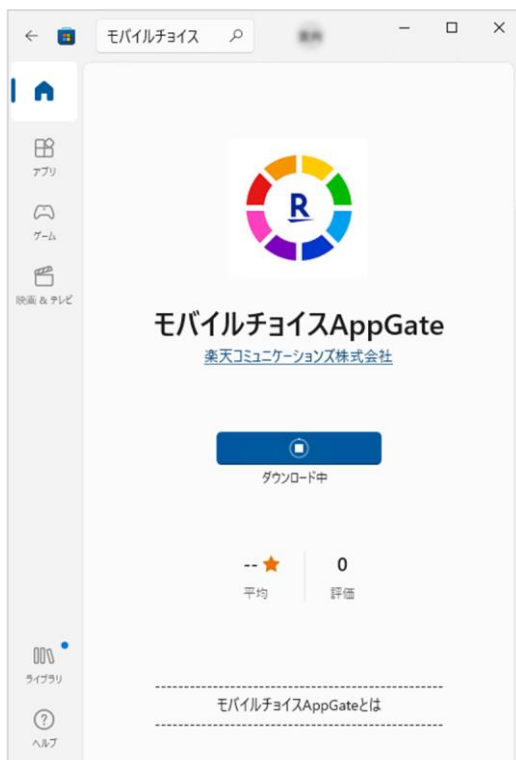 モバイルチョイス
アプリ
ゲーム
映画 & テレビ
R
モバイルチョイスAppGate
楽天コミュニケーションズ株式会社
ダウンロード中
-- ★ 0
平均 評価
ライブラリ
ヘルプ
--------------------------------------------------
モバイルチョイスAppGateとは
--------------------------------------------------